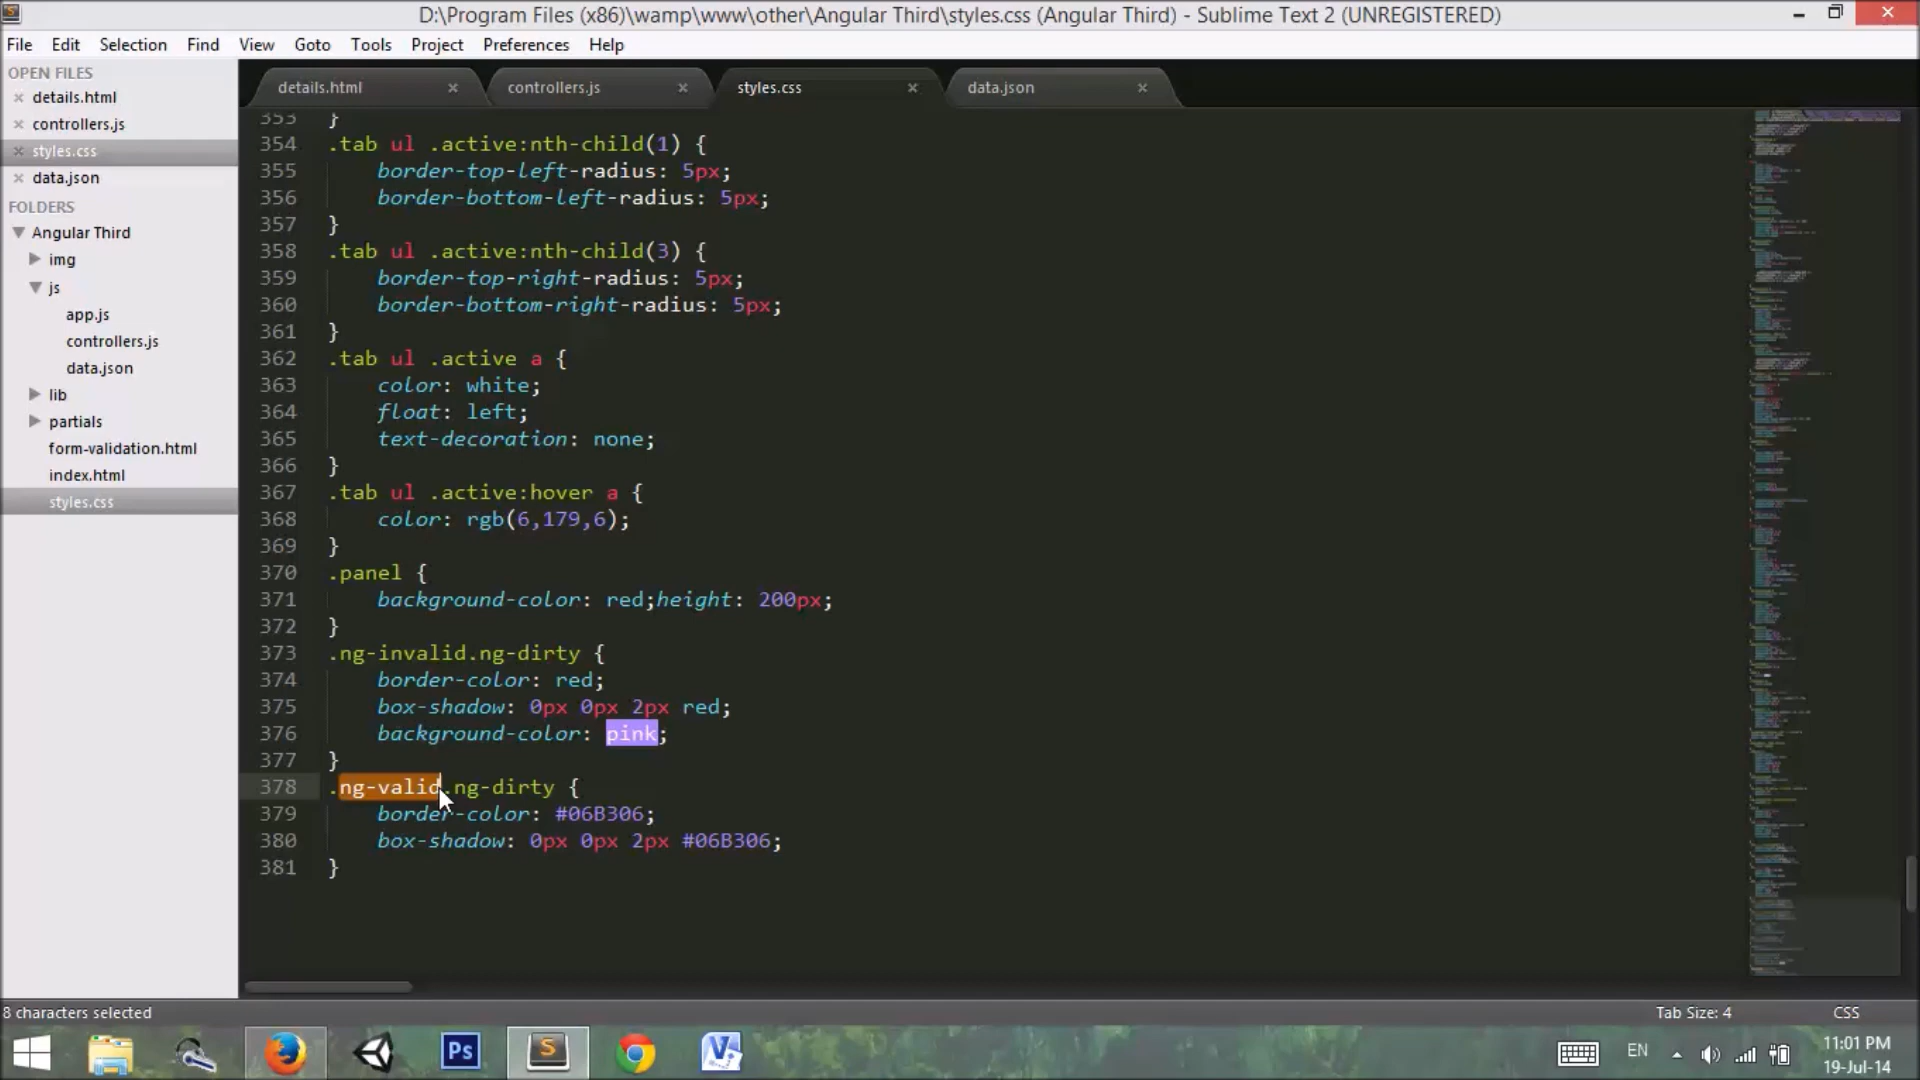 D:\Program Files (x86)\wamp\www\other\Angular Third\styles.css (Angular Third) - Sublime Text 2 (UNREGISTERED)
File Edit Selection Find View Goto Tools Project Preferences Help
OPEN FILES
details.html
controllers.js
styles.css
data.json
FOLDERS
Angular Third
img
js
app.js
controllers.js
data.json
lib
partials
form-validation.html
index.html
styles.css
details.html controllers.js styles.css data.json
353 }
354 .tab ul .active:nth-child(1) {
355 border-top-left-radius: 5px;
356 border-bottom-left-radius: 5px;
357 }
358 .tab ul .active:nth-child(3) {
359 border-top-right-radius: 5px;
360 border-bottom-right-radius: 5px;
361 }
362 .tab ul .active a {
363 color: white;
364 float: left;
365 text-decoration: none;
366 }
367 .tab ul .active:hover a {
368 color: rgb(6,179,6);
369 }
370 .panel {
371 background-color: red;height: 200px;
372 }
373 .ng-invalid.ng-dirty {
374 border-color: red;
375 box-shadow: 0px 0px 2px red;
376 background-color: pink;
377 }
378 .ng-valid.ng-dirty {
379 border-color: #06B306;
380 box-shadow: 0px 0px 2px #06B306;
381 }
8 characters selected Tab Size: 4 CSS
Ps
EN
11:01 PM
19-Jul-14